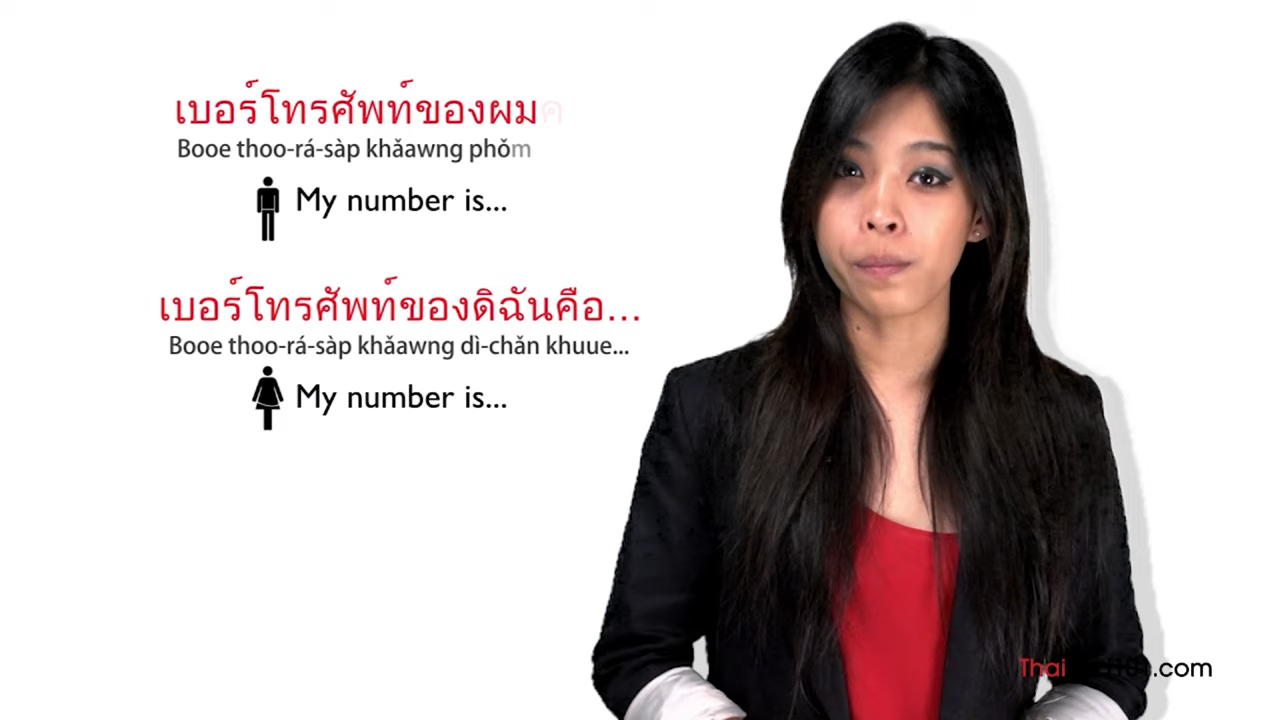 เบอร์โทรศัพท์ของผมค
Booe thoo-rá-sàp khǎawng phǒm
My number is...
เบอร์โทรศัพท์ของดิฉันคือ...
Booe thoo-rá-sàp khǎawng dì-chǎn khuue...
My number is...